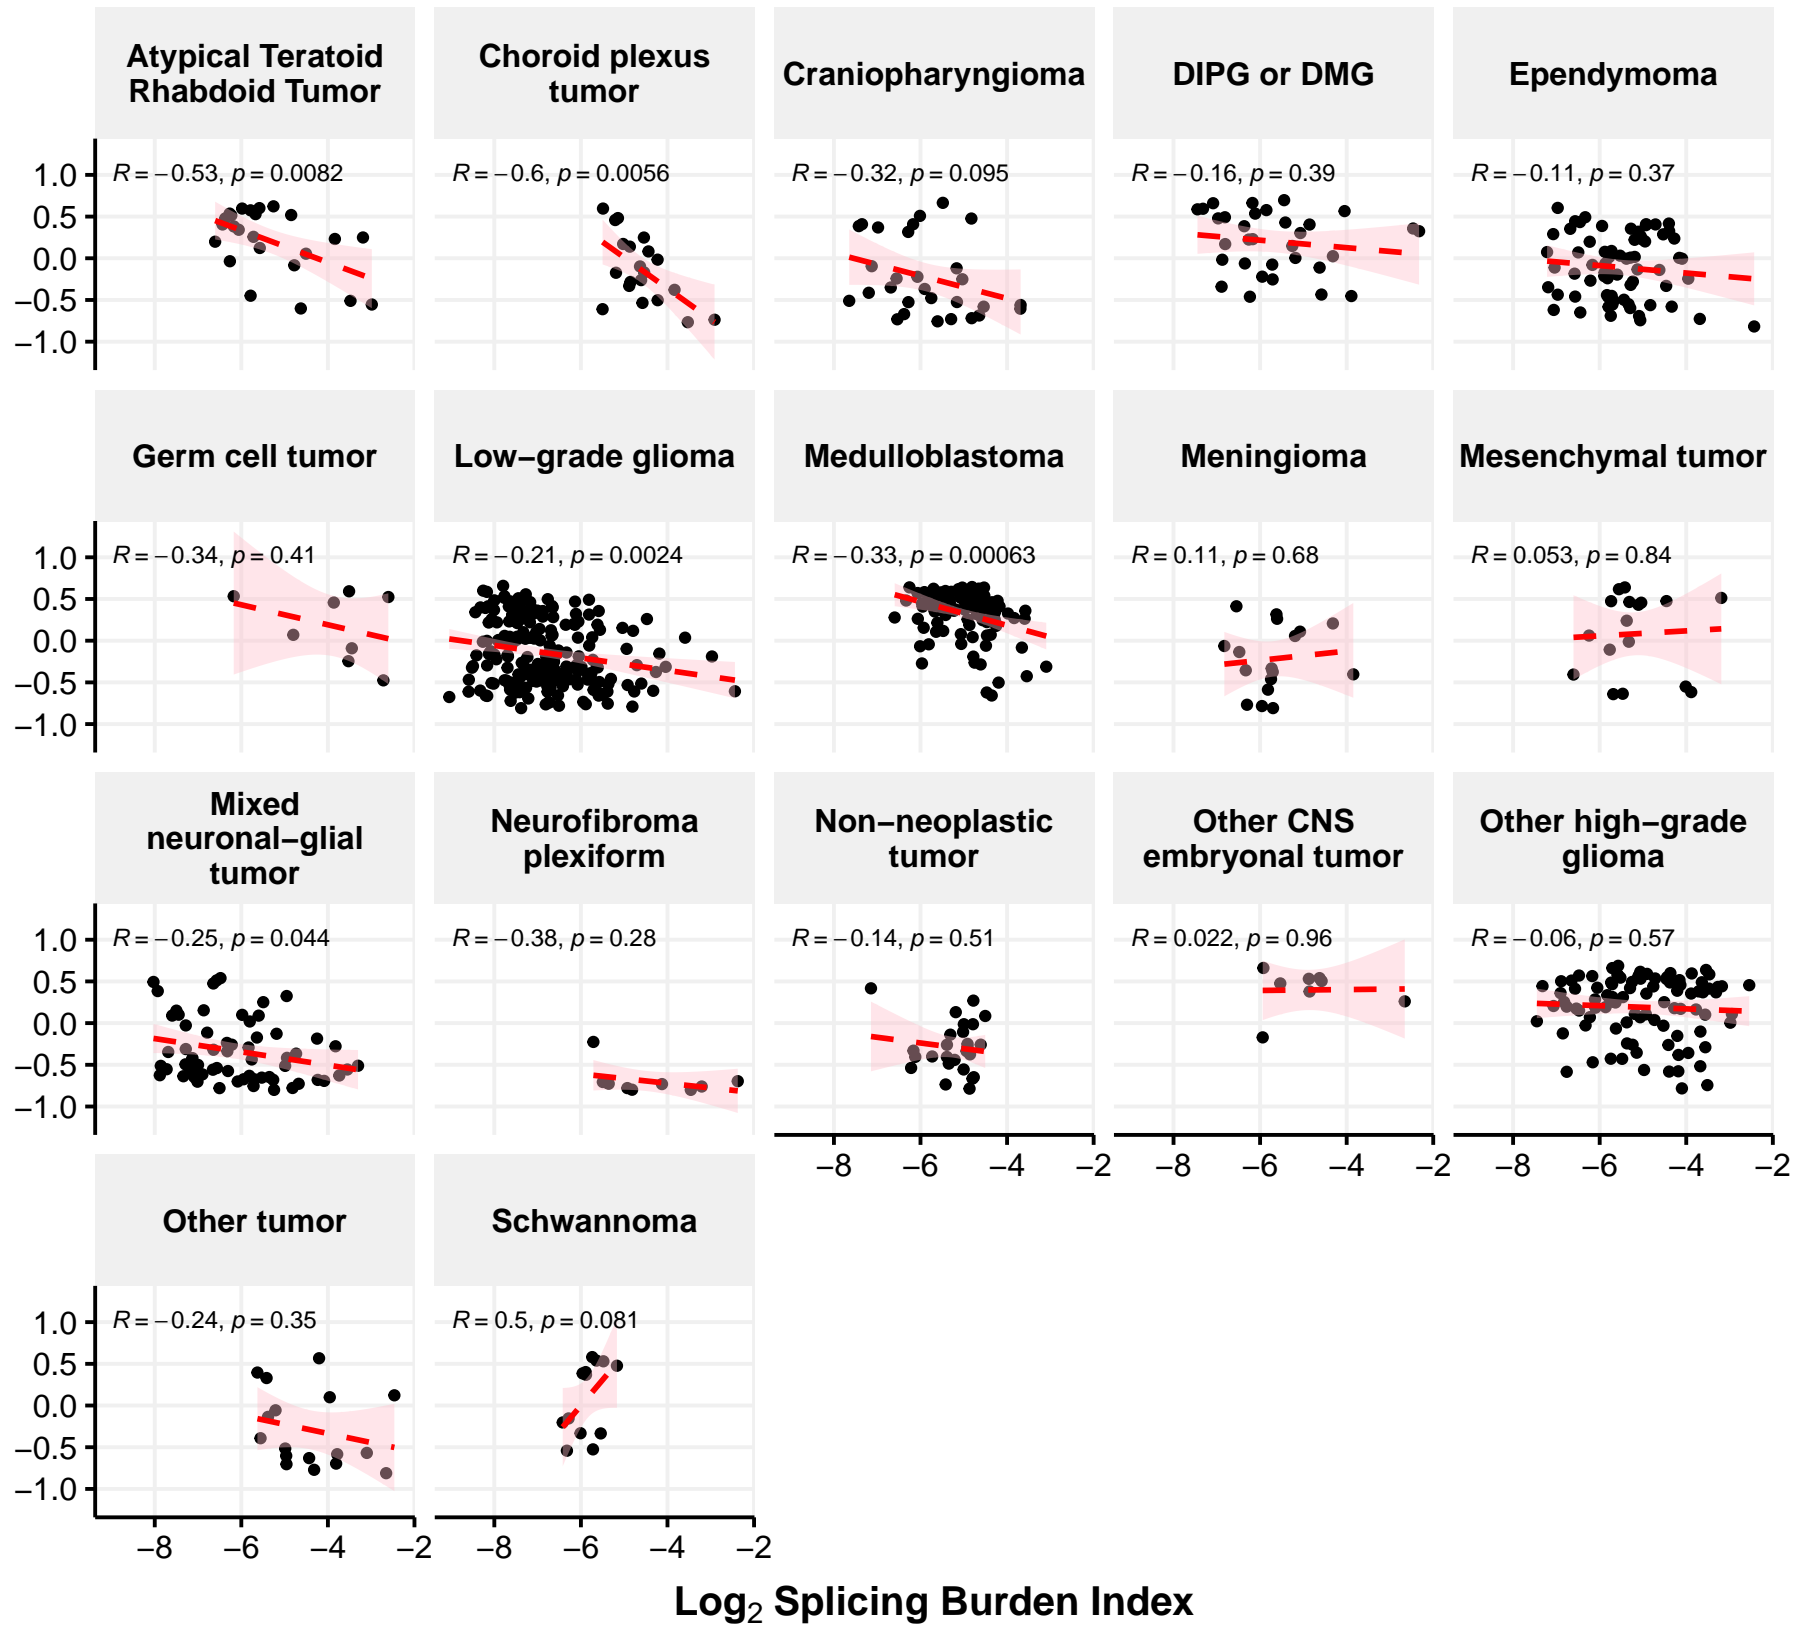 Atypical Teratoid
Rhabdoid Tumor
Choroid plexus
tumor
Craniopharyngioma
DIPG or DMG
Ependymoma
R = −0.53, p = 0.0082
R = −0.6, p = 0.0056
R = −0.32, p = 0.095
R = −0.16, p = 0.39
R = −0.11, p = 0.37
1.0
0.5
0.0
−0.5
−1.0
Germ cell tumor
Low−grade glioma
Medulloblastoma
Meningioma
Mesenchymal tumor
R = −0.34, p = 0.41
R = −0.21, p = 0.0024
R = −0.33, p = 0.00063
R = 0.11, p = 0.68
R = 0.053, p = 0.84
1.0
0.5
0.0
−0.5
−1.0
Mixed
neuronal−glial
tumor
Neurofibroma
plexiform
Non−neoplastic
tumor
Other CNS
embryonal tumor
Other high−grade
glioma
R = −0.25, p = 0.044
R = −0.38, p = 0.28
R = −0.14, p = 0.51
R = 0.022, p = 0.96
R = −0.06, p = 0.57
1.0
0.5
0.0
−0.5
−1.0
−8 −6 −4 −2
−8 −6 −4 −2
−8 −6 −4 −2
Other tumor
Schwannoma
R = −0.24, p = 0.35
R = 0.5, p = 0.081
1.0
0.5
0.0
−0.5
−1.0
−8 −6 −4 −2
−8 −6 −4 −2
Log2 Splicing Burden Index